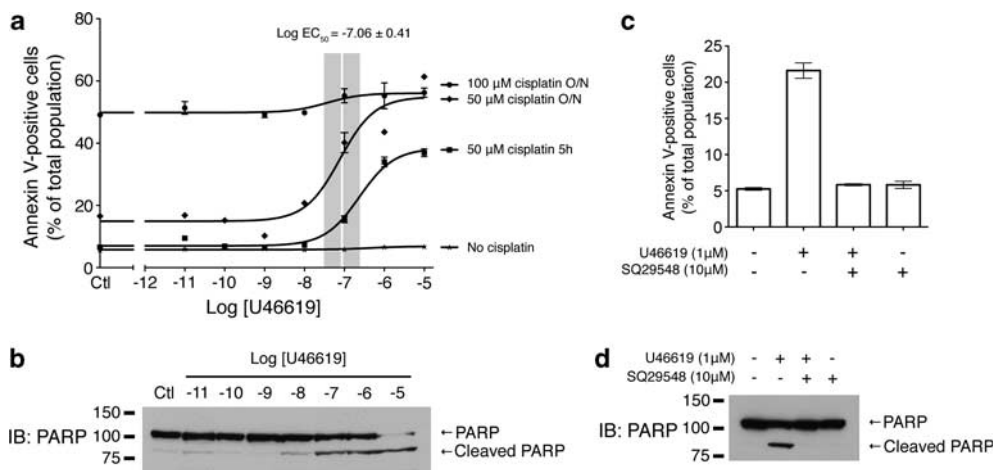 a
Log EC50 = -7.06 ± 0.41
Annexin V-positive cells
(% of total population)
80
60
40
20
0
100 µM cisplatin O/N
50 µM cisplatin O/N
50 µM cisplatin 5h
No cisplatin
Ctl -12 -11 -10 -9 -8 -7 -6 -5
Log [U46619]
c
Annexin V-positive cells
(% of total population)
25
20
15
10
5
0
U46619 (1µM) - + + -
SQ29548 (10µM) - - + +
b
Log [U46619]
Ctl -11 -10 -9 -8 -7 -6 -5
IB: PARP
150
100
75
←PARP
←Cleaved PARP
d
U46619 (1µM) - + + -
SQ29548 (10µM) - - + +
IB: PARP
150
100
75
←PARP
←Cleaved PARP